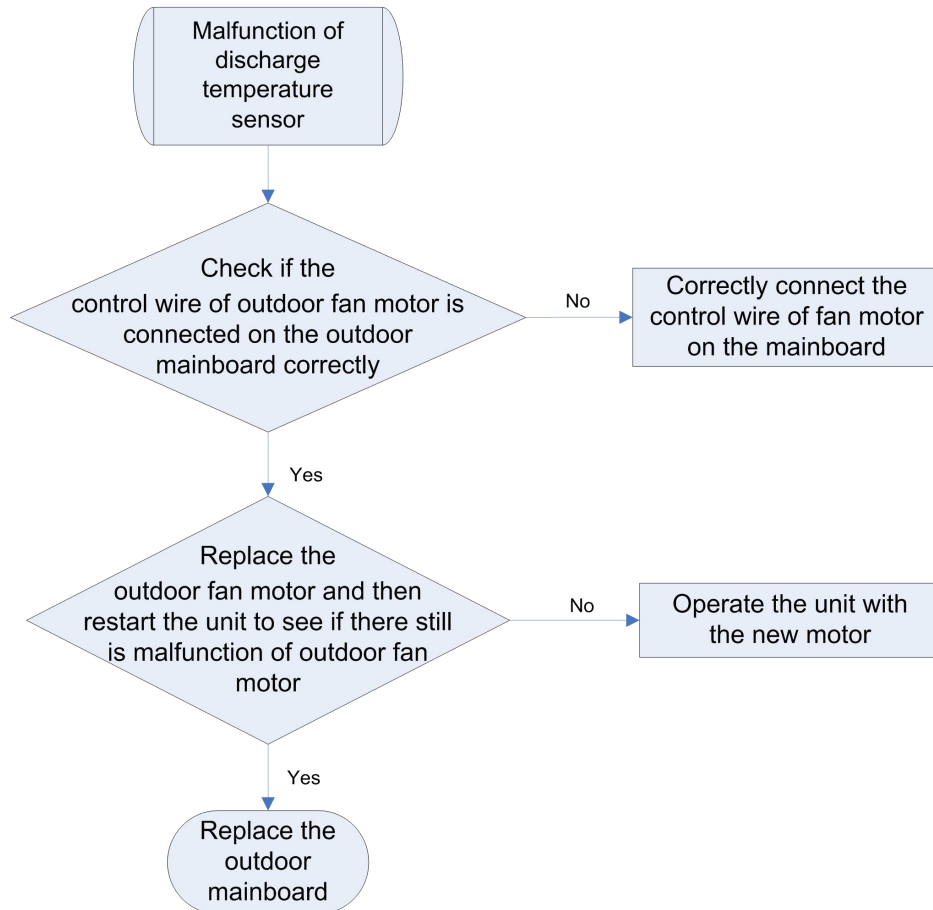 Malfunction of
discharge
temperature
sensor
Check if the
control wire of outdoor fan motor is
connected on the outdoor
mainboard correctly
No
Correctly connect the
control wire of fan motor
on the mainboard
Yes
Replace the
outdoor fan motor and then
restart the unit to see if there still
is malfunction of outdoor fan
motor
No
Operate the unit with
the new motor
Yes
Replace the
outdoor
mainboard